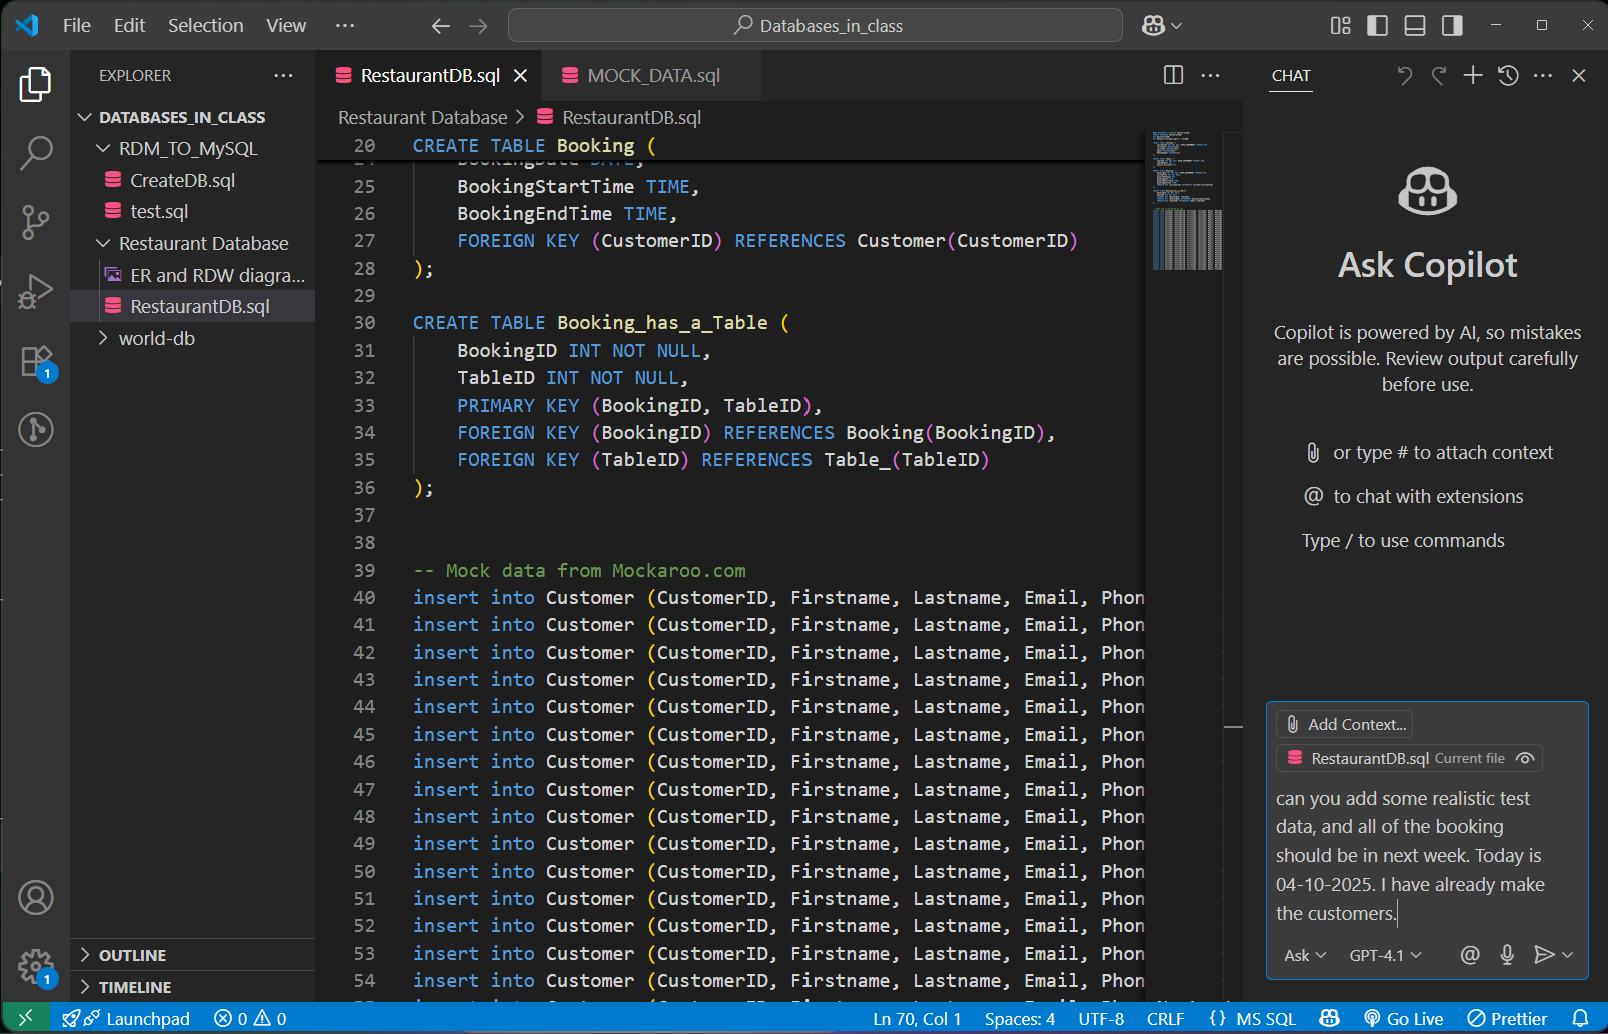 File Edit Selection View ··· Databases_in_class
EXPLORER ···
DATABASES_IN_CLASS
RDM_TO_MySQL
CreateDB.sql
test.sql
Restaurant Database
ER and RDW diagra...
RestaurantDB.sql
world-db
OUTLINE
TIMELINE
1
1
RestaurantDB.sql MOCK_DATA.sql
Restaurant Database > RestaurantDB.sql
20 CREATE TABLE Booking (
25 BookingStartTime TIME,
26 BookingEndTime TIME,
27 FOREIGN KEY (CustomerID) REFERENCES Customer(CustomerID)
28 );
29
30 CREATE TABLE Booking_has_a_Table (
31 BookingID INT NOT NULL,
32 TableID INT NOT NULL,
33 PRIMARY KEY (BookingID, TableID),
34 FOREIGN KEY (BookingID) REFERENCES Booking(BookingID),
35 FOREIGN KEY (TableID) REFERENCES Table_(TableID)
36 );
37
38
39 -- Mock data from Mockaroo.com
40 insert into Customer (CustomerID, Firstname, Lastname, Email, Phon
41 insert into Customer (CustomerID, Firstname, Lastname, Email, Phon
42 insert into Customer (CustomerID, Firstname, Lastname, Email, Phon
43 insert into Customer (CustomerID, Firstname, Lastname, Email, Phon
44 insert into Customer (CustomerID, Firstname, Lastname, Email, Phon
45 insert into Customer (CustomerID, Firstname, Lastname, Email, Phon
46 insert into Customer (CustomerID, Firstname, Lastname, Email, Phon
47 insert into Customer (CustomerID, Firstname, Lastname, Email, Phon
48 insert into Customer (CustomerID, Firstname, Lastname, Email, Phon
49 insert into Customer (CustomerID, Firstname, Lastname, Email, Phon
50 insert into Customer (CustomerID, Firstname, Lastname, Email, Phon
51 insert into Customer (CustomerID, Firstname, Lastname, Email, Phon
52 insert into Customer (CustomerID, Firstname, Lastname, Email, Phon
53 insert into Customer (CustomerID, Firstname, Lastname, Email, Phon
54 insert into Customer (CustomerID, Firstname, Lastname, Email, Phon
CHAT
Ask Copilot
Copilot is powered by AI, so mistakes
are possible. Review output carefully
before use.
or type # to attach context
@ to chat with extensions
Type / to use commands
Add Context...
RestaurantDB.sql Current file
can you add some realistic test
data, and all of the booking
should be in next week. Today is
04-10-2025. I have already make
the customers.
Ask GPT-4.1 @
Launchpad 0 0 Ln 70, Col 1 Spaces: 4 UTF-8 CRLF {} MS SQL Go Live Prettier